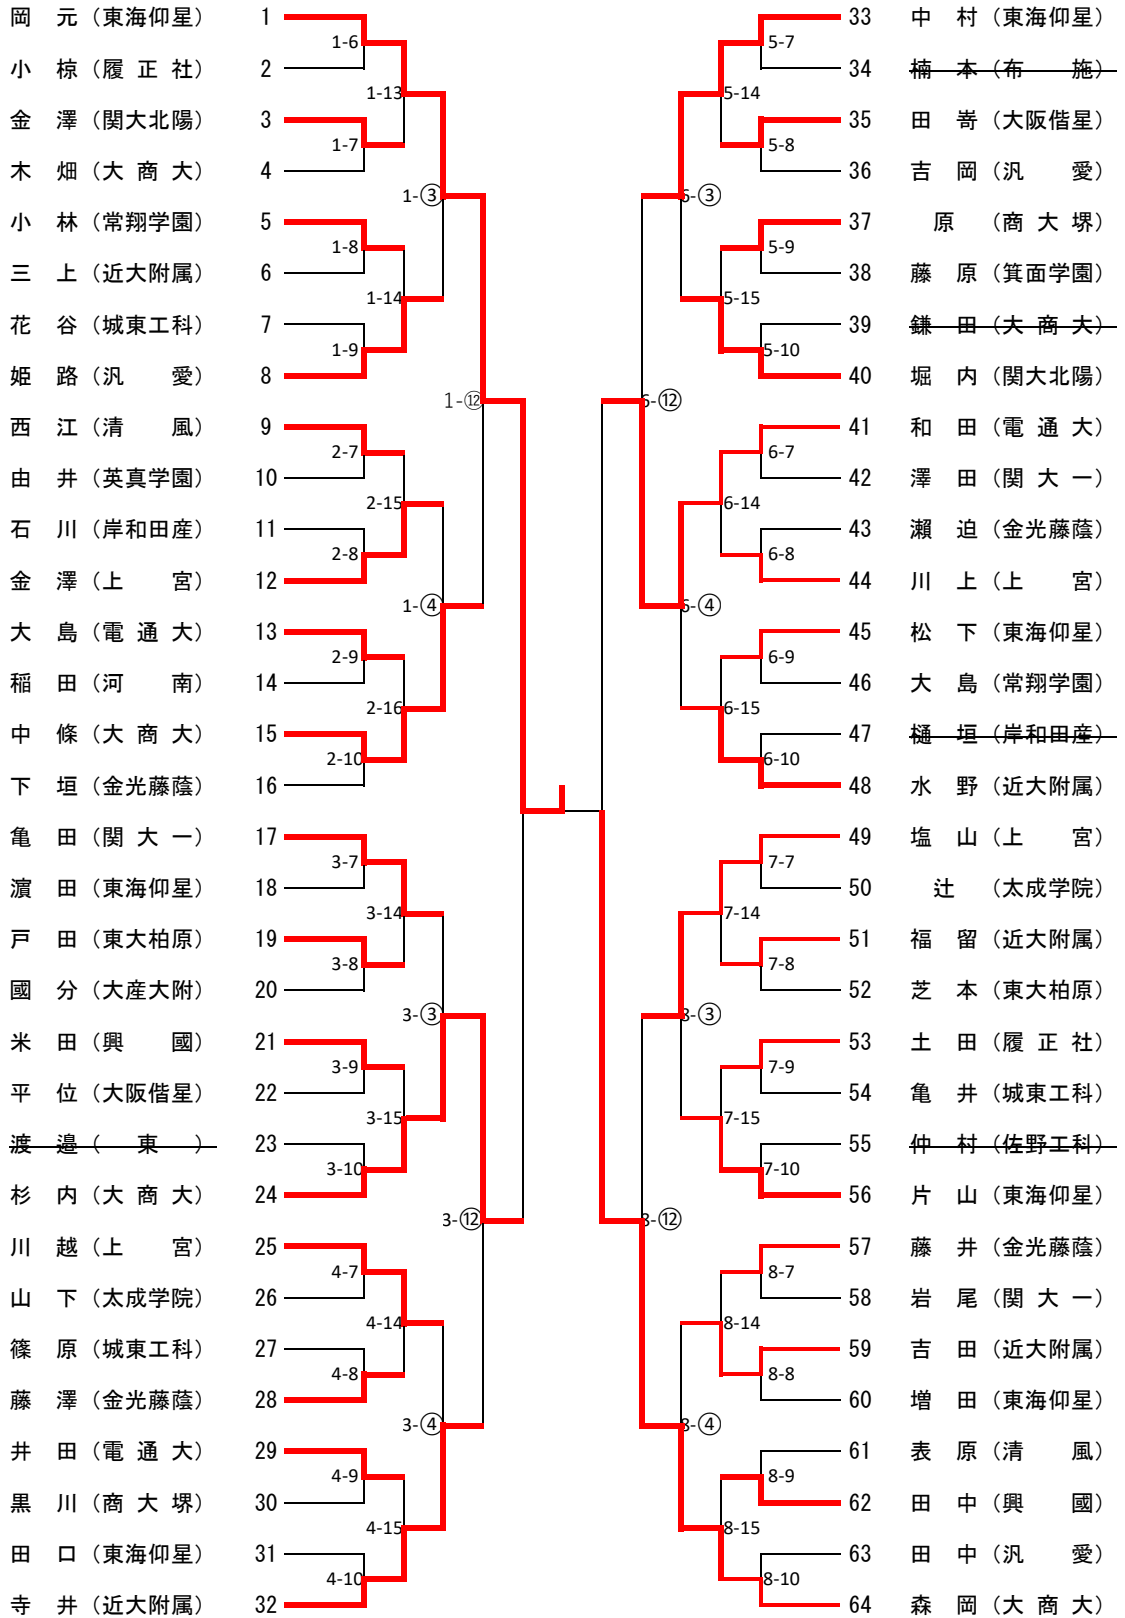 岡 元 (東海仰星) 1
1-6
小 椋 (履 正 社) 2
1-13
金 澤 (関大北陽) 3
1-7
木 畑 (大 商 大) 4
1-③
小 林 (常翔学園) 5
1-8
三 上 (近大附属) 6
1-14
花 谷 (城東工科) 7
1-9
姫 路 (汎 愛) 8
1-⑫
西 江 (清 風) 9
2-7
由 井 (英真学園) 10
2-15
石 川 (岸和田産) 11
2-8
金 澤 (上 宮) 12
1-④
大 島 (電 通 大) 13
2-9
稲 田 (河 南) 14
2-16
中 條 (大 商 大) 15
2-10
下 垣 (金光藤蔭) 16
亀 田 (関 大 一) 17
3-7
濵 田 (東海仰星) 18
3-14
戸 田 (東大柏原) 19
3-8
國 分 (大産大附) 20
3-③
米 田 (興 國) 21
3-9
平 位 (大阪偕星) 22
3-15
渡 邉 ( 東 ) 23
3-10
杉 内 (大 商 大) 24
3-⑫
川 越 (上 宮) 25
4-7
山 下 (太成学院) 26
4-14
篠 原 (城東工科) 27
4-8
藤 澤 (金光藤蔭) 28
3-④
井 田 (電 通 大) 29
4-9
黒 川 (商 大 堺) 30
4-15
田 口 (東海仰星) 31
4-10
寺 井 (近大附属) 32
33 中 村 (東海仰星)
5-7
34 楠 本 (布 施)
5-14
35 田 嵜 (大阪偕星)
5-8
36 吉 岡 (汎 愛)
6-③
37 原 (商 大 堺)
5-9
38 藤 原 (箕面学園)
5-15
39 鎌 田 (大 商 大)
5-10
40 堀 内 (関大北陽)
6-⑫
41 和 田 (電 通 大)
6-7
42 澤 田 (関 大 一)
6-14
43 瀬 迫 (金光藤蔭)
6-8
44 川 上 (上 宮)
6-④
45 松 下 (東海仰星)
6-9
46 大 島 (常翔学園)
6-15
47 樋 垣 (岸和田産)
6-10
48 水 野 (近大附属)
49 塩 山 (上 宮)
7-7
50 辻 (太成学院)
7-14
51 福 留 (近大附属)
7-8
52 芝 本 (東大柏原)
8-③
53 土 田 (履 正 社)
7-9
54 亀 井 (城東工科)
7-15
55 仲 村 (佐野工科)
7-10
56 片 山 (東海仰星)
8-⑫
57 藤 井 (金光藤蔭)
8-7
58 岩 尾 (関 大 一)
8-14
59 吉 田 (近大附属)
8-8
60 増 田 (東海仰星)
8-④
61 表 原 (清 風)
8-9
62 田 中 (興 國)
8-15
63 田 中 (汎 愛)
8-10
64 森 岡 (大 商 大)